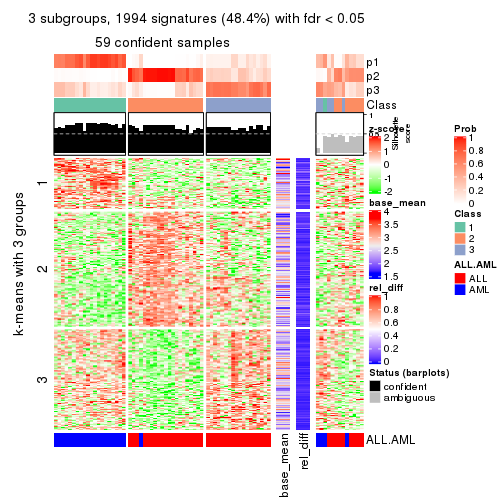 3 subgroups, 1994 signatures (48.4%) with fdr < 0.05
59 confident samples
p1
p2
p3
Class
1
0.5
0
Silhouette
score
k-means with 3 groups
1
2
3
base_mean
rel_diff
ALL.AML
z-score
2
1
0
-1
-2
base_mean
4
3.5
3
2.5
2
1.5
rel_diff
1
0.8
0.6
0.4
0.2
0
Status (barplots)
confident
ambiguous
Prob
1
0.8
0.6
0.4
0.2
0
Class
1
2
3
ALL.AML
ALL
AML